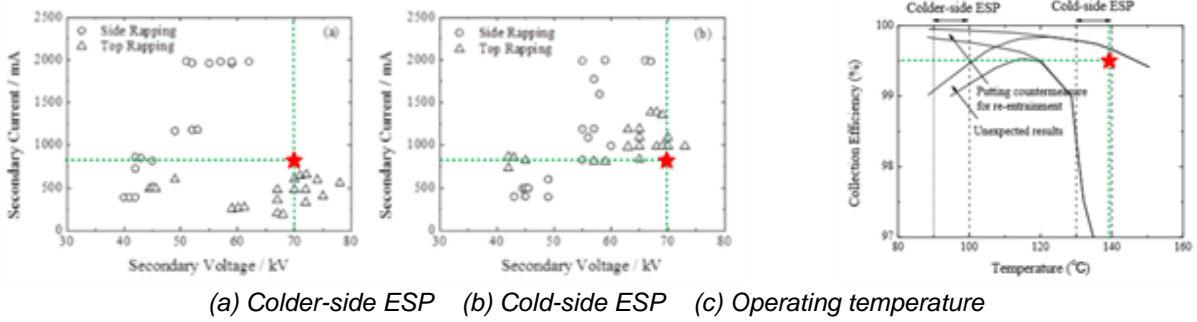 Colder-side ESP
Cold-side ESP
2500
2000
1500
1000
500
0
Secondary Current / mA
Side Rapping
Top Rapping
(a)
30
40
50
60
70
80
Secondary Voltage / kV
2500
2000
1500
1000
500
0
Secondary Current / mA
Side Rapping
Top Rapping
(b)
30
40
50
60
70
80
Secondary Voltage / kV
100
99
98
97
Collection Efficiency (%)
Putting countermeasure
for re-entrainment
Unexpected results
80
100
120
140
160
Temperature (℃)
(a) Colder-side ESP (b) Cold-side ESP (c) Operating temperature